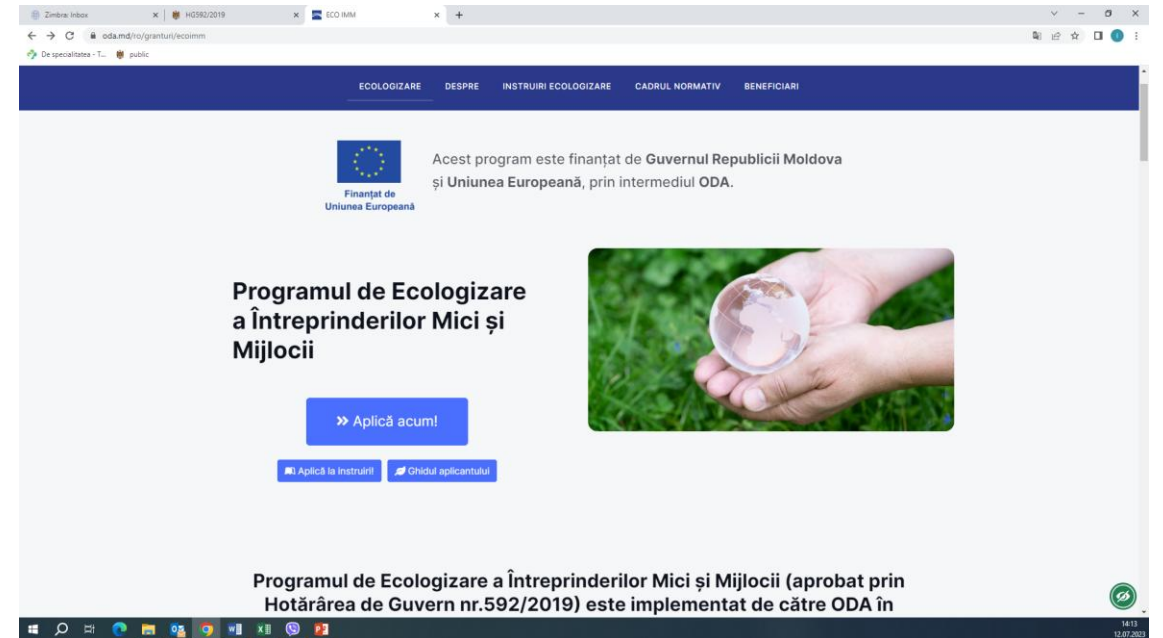 Zimbra: Inbox
HG592/2019
ECO IMM
oda.md/ro/granturi/ecoimm
De specialitatea - T...
public
ECOLOGIZARE DESPRE INSTRUIRI ECOLOGIZARE CADRUL NORMATIV BENEFICIARI
Finanțat de
Uniunea Europeană
Acest program este finanțat de Guvernul Republicii Moldova
și Uniunea Europeană, prin intermediul ODA.
Programul de Ecologizare
a Întreprinderilor Mici și
Mijlocii
Aplică acum!
Aplică la instruiri!
Ghidul aplicantului
Programul de Ecologizare a Întreprinderilor Mici și Mijlocii (aprobat prin
Hotărârea de Guvern nr.592/2019) este implementat de către ODA în
14:13
12.07.2023